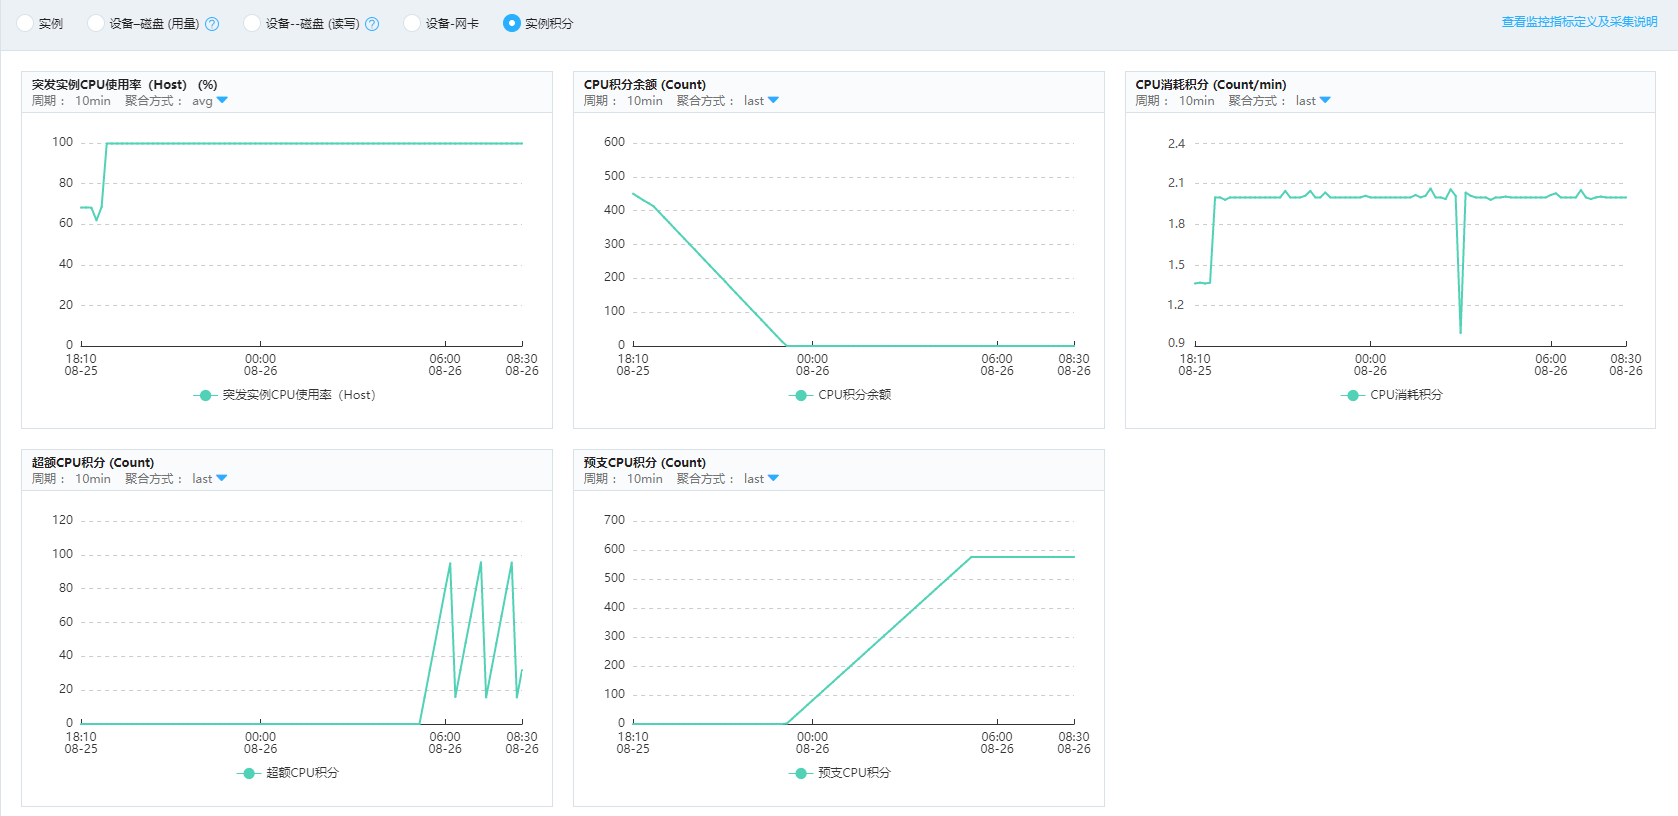 实例 设备–磁盘 (用量) ? 设备--磁盘 (读写) ? 设备-网卡 实例积分 查看监控指标定义及采集说明
突发实例CPU使用率（Host） (%)
周期： 10min 聚合方式： avg
100
80
60
40
20
0
18:10 00:00 06:00 08:30
08-25 08-26 08-26 08-26
突发实例CPU使用率（Host）
CPU积分余额 (Count)
周期： 10min 聚合方式： last
600
500
400
300
200
100
0
18:10 00:00 06:00 08:30
08-25 08-26 08-26 08-26
CPU积分余额
CPU消耗积分 (Count/min)
周期： 10min 聚合方式： last
2.4
2.1
1.8
1.5
1.2
0.9
18:10 00:00 06:00 08:30
08-25 08-26 08-26 08-26
CPU消耗积分
超额CPU积分 (Count)
周期： 10min 聚合方式： last
120
100
80
60
40
20
0
18:10 00:00 06:00 08:30
08-25 08-26 08-26 08-26
超额CPU积分
预支CPU积分 (Count)
周期： 10min 聚合方式： last
700
600
500
400
300
200
100
0
18:10 00:00 06:00 08:30
08-25 08-26 08-26 08-26
预支CPU积分